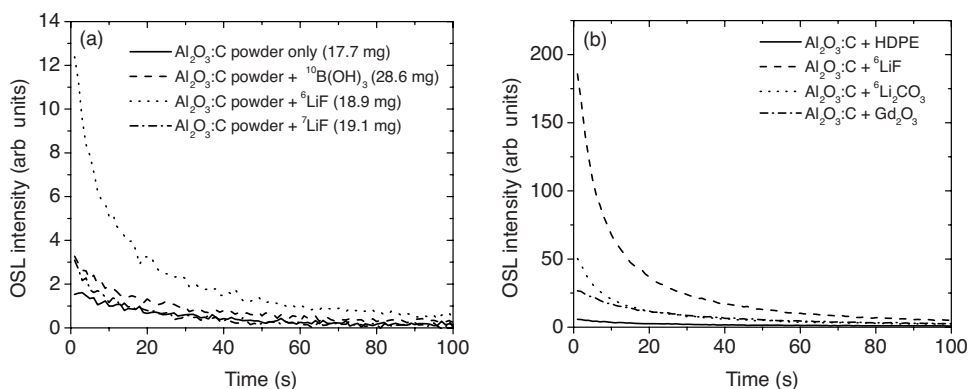 (a)
Al₂O₃:C powder only (17.7 mg)
Al₂O₃:C powder + ¹⁰B(OH)₃ (28.6 mg)
Al₂O₃:C powder + ⁶LiF (18.9 mg)
Al₂O₃:C powder + ⁷LiF (19.1 mg)
OSL intensity (arb units)
14
12
10
8
6
4
2
0
0 20 40 60 80 100
Time (s)
(b)
Al₂O₃:C + HDPE
Al₂O₃:C + ⁶LiF
Al₂O₃:C + ⁶Li₂CO₃
Al₂O₃:C + Gd₂O₃
OSL intensity (arb units)
200
150
100
50
0
0 20 40 60 80 100
Time (s)